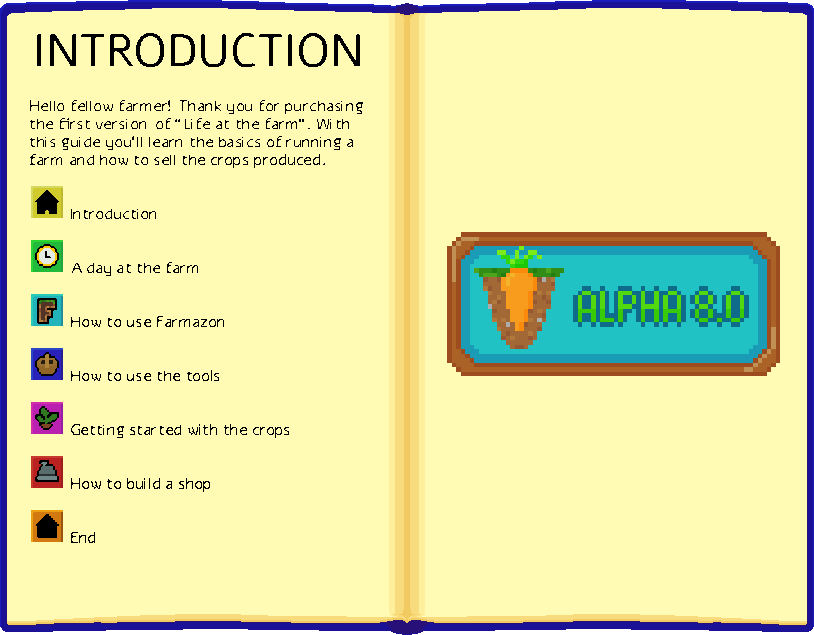 INTRODUCTION
Hello fellow farmer! Thank you for purchasing
the first version of "Life at the farm". With
this guide you'll learn the basics of running a
farm and how to sell the crops produced.
Introduction
A day at the farm
How to use Farmazon
How to use the tools
Getting started with the crops
How to build a shop
End
ALPHA 8.0